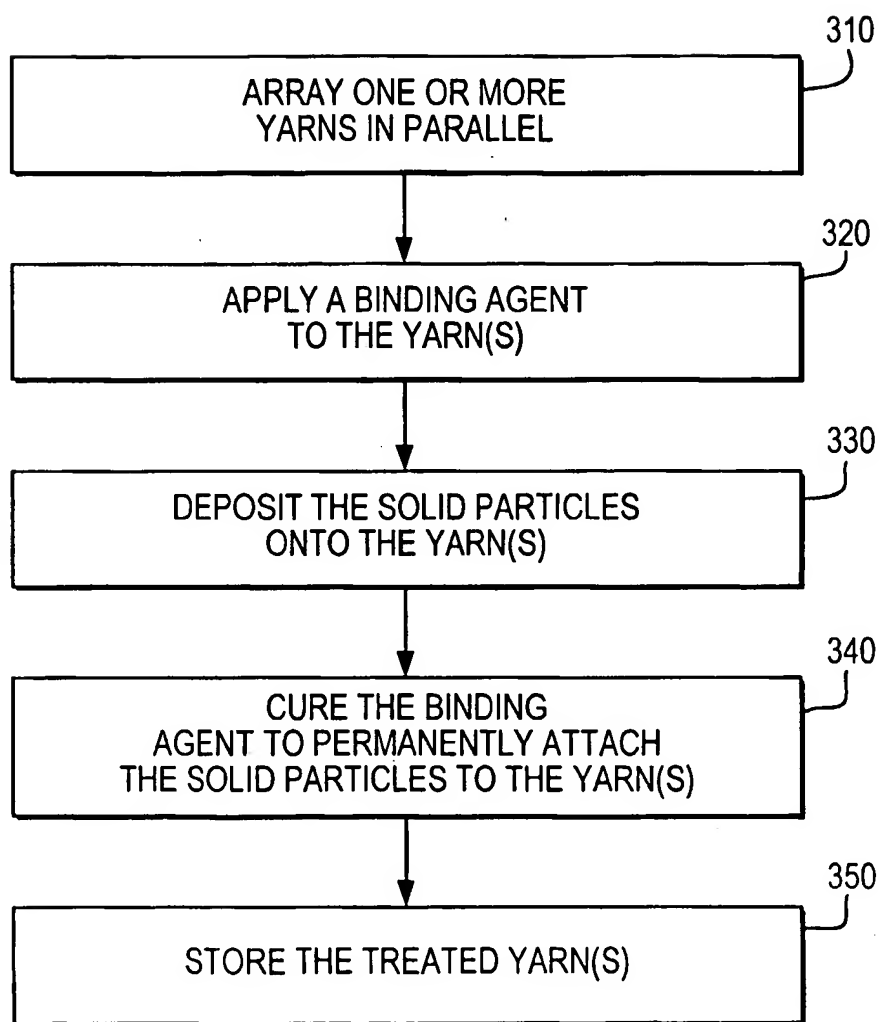 310
ARRAY ONE OR MORE
YARNS IN PARALLEL
320
APPLY A BINDING AGENT
TO THE YARN(S)
330
DEPOSIT THE SOLID PARTICLES
ONTO THE YARN(S)
340
CURE THE BINDING
AGENT TO PERMANENTLY ATTACH
THE SOLID PARTICLES TO THE YARN(S)
350
STORE THE TREATED YARN(S)